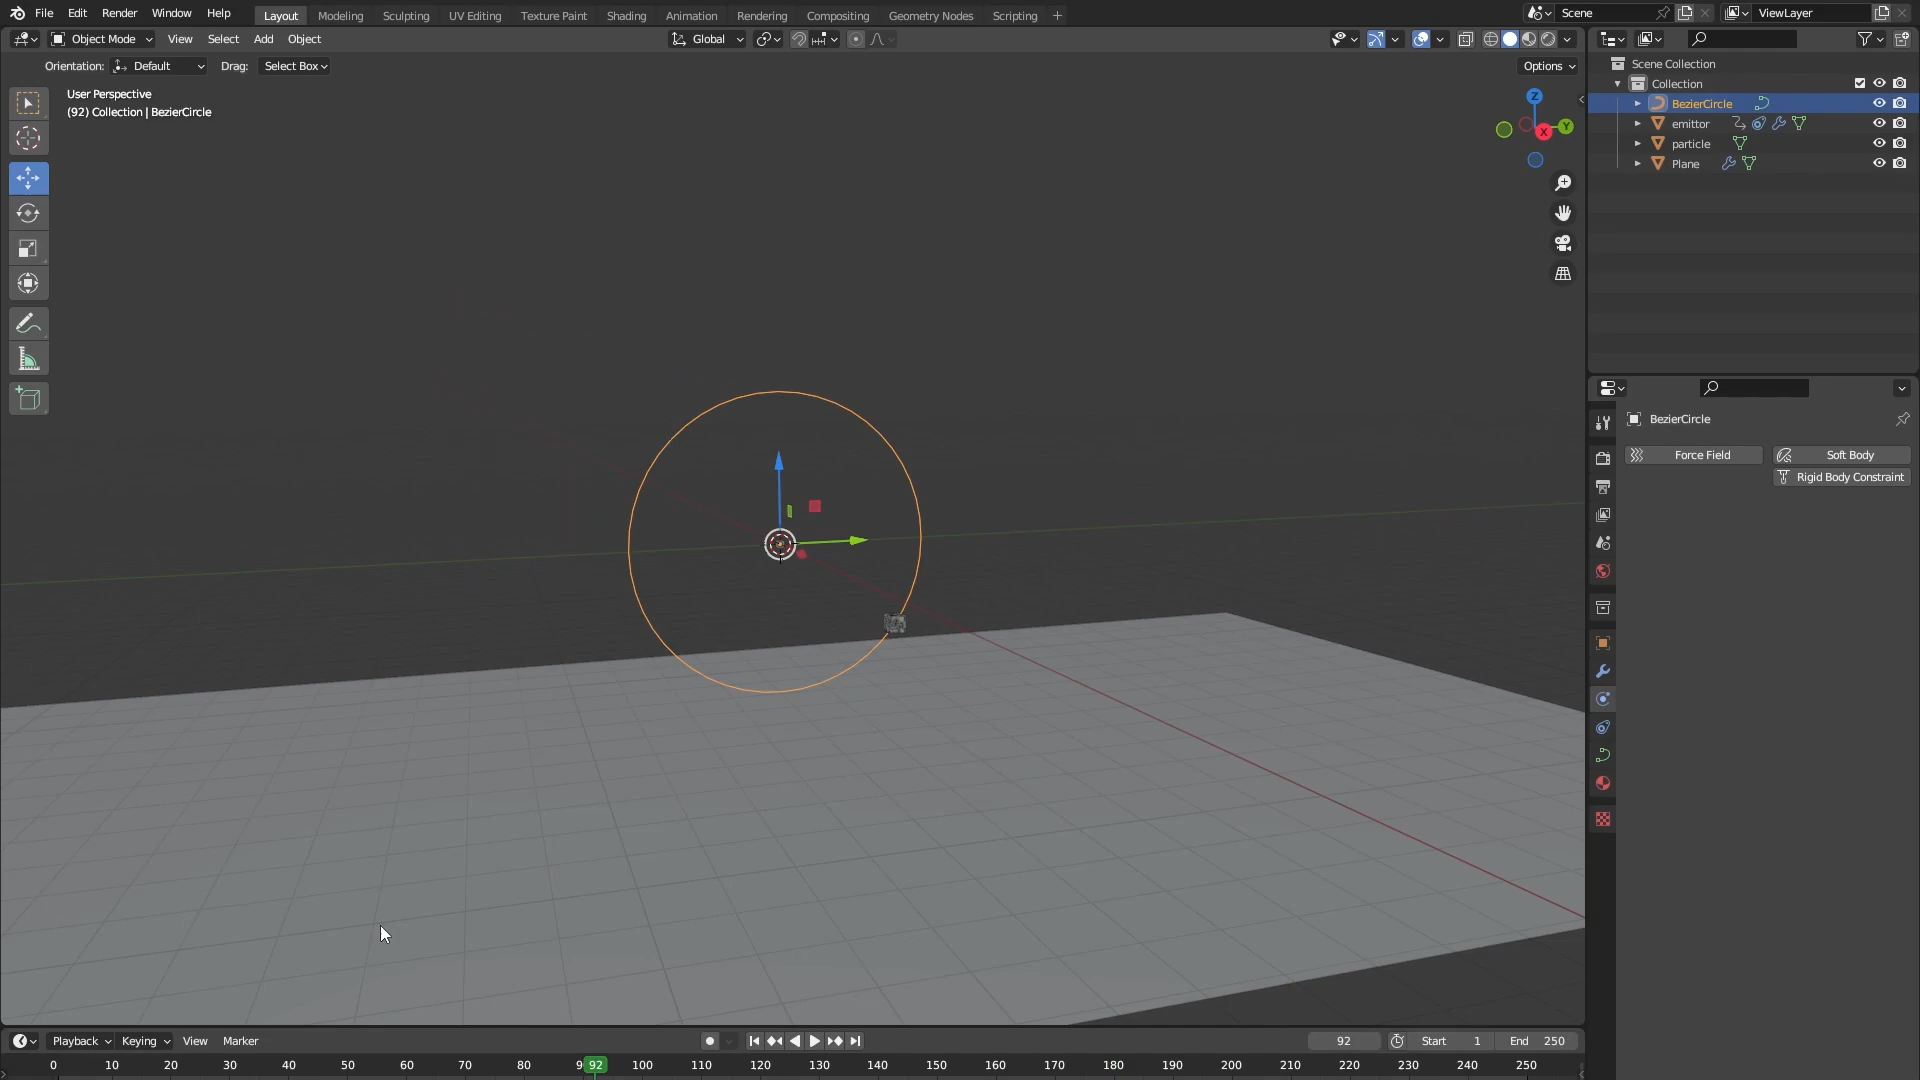 File Edit Render Window Help Layout Modeling Sculpting UV Editing Texture Paint Shading Animation Rendering Compositing Geometry Nodes Scripting + Scene ViewLayer
Object Mode View Select Add Object Global
Orientation: Default Drag: Select Box Options
User Perspective
(92) Collection | BezierCircle
Z
Y
X
Scene Collection
Collection
BezierCircle
emittor
particle
Plane
BezierCircle
Force Field Soft Body
Rigid Body Constraint
Playback Keying View Marker 92 Start 1 End 250
0 10 20 30 40 50 60 70 80 9 92 100 110 120 130 140 150 160 170 180 190 200 210 220 230 240 250